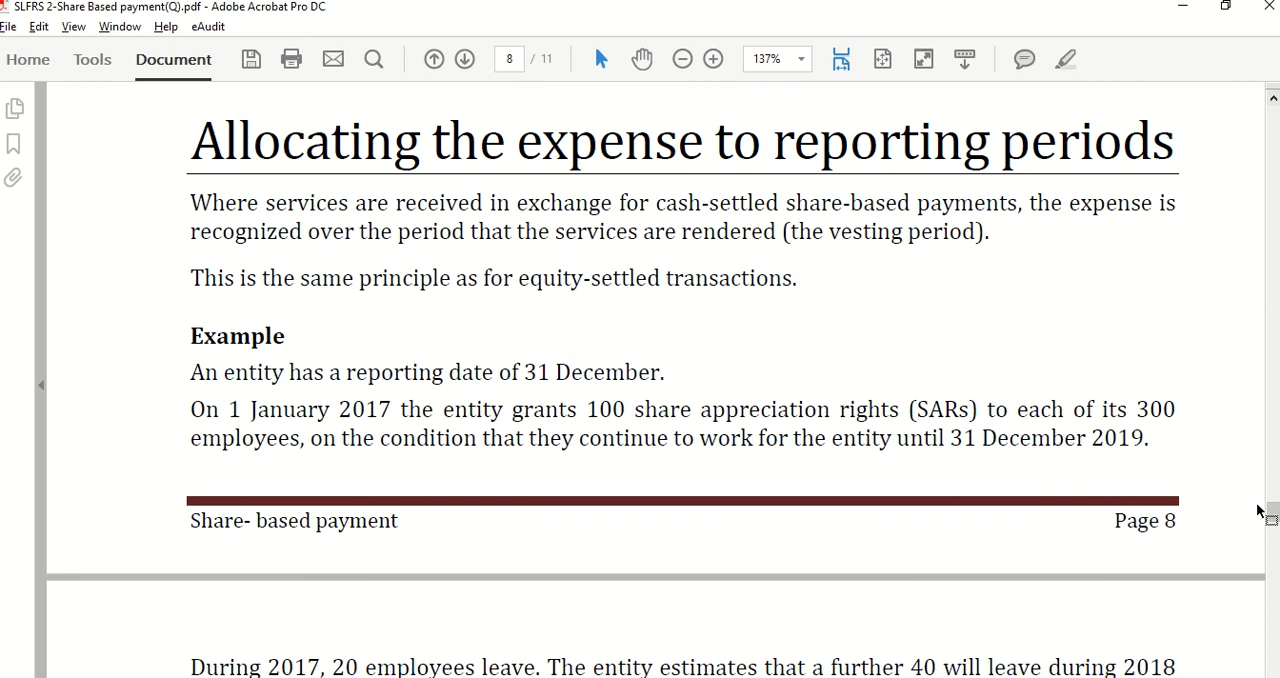 SLFRS 2-Share Based payment(Q).pdf - Adobe Acrobat Pro DC
File Edit View Window Help eAudit
Home Tools Document 8 / 11 137%
Allocating the expense to reporting periods
Where services are received in exchange for cash-settled share-based payments, the expense is
recognized over the period that the services are rendered (the vesting period).
This is the same principle as for equity-settled transactions.
Example
An entity has a reporting date of 31 December.
On 1 January 2017 the entity grants 100 share appreciation rights (SARs) to each of its 300
employees, on the condition that they continue to work for the entity until 31 December 2019.
Share- based payment Page 8
During 2017, 20 employees leave. The entity estimates that a further 40 will leave during 2018